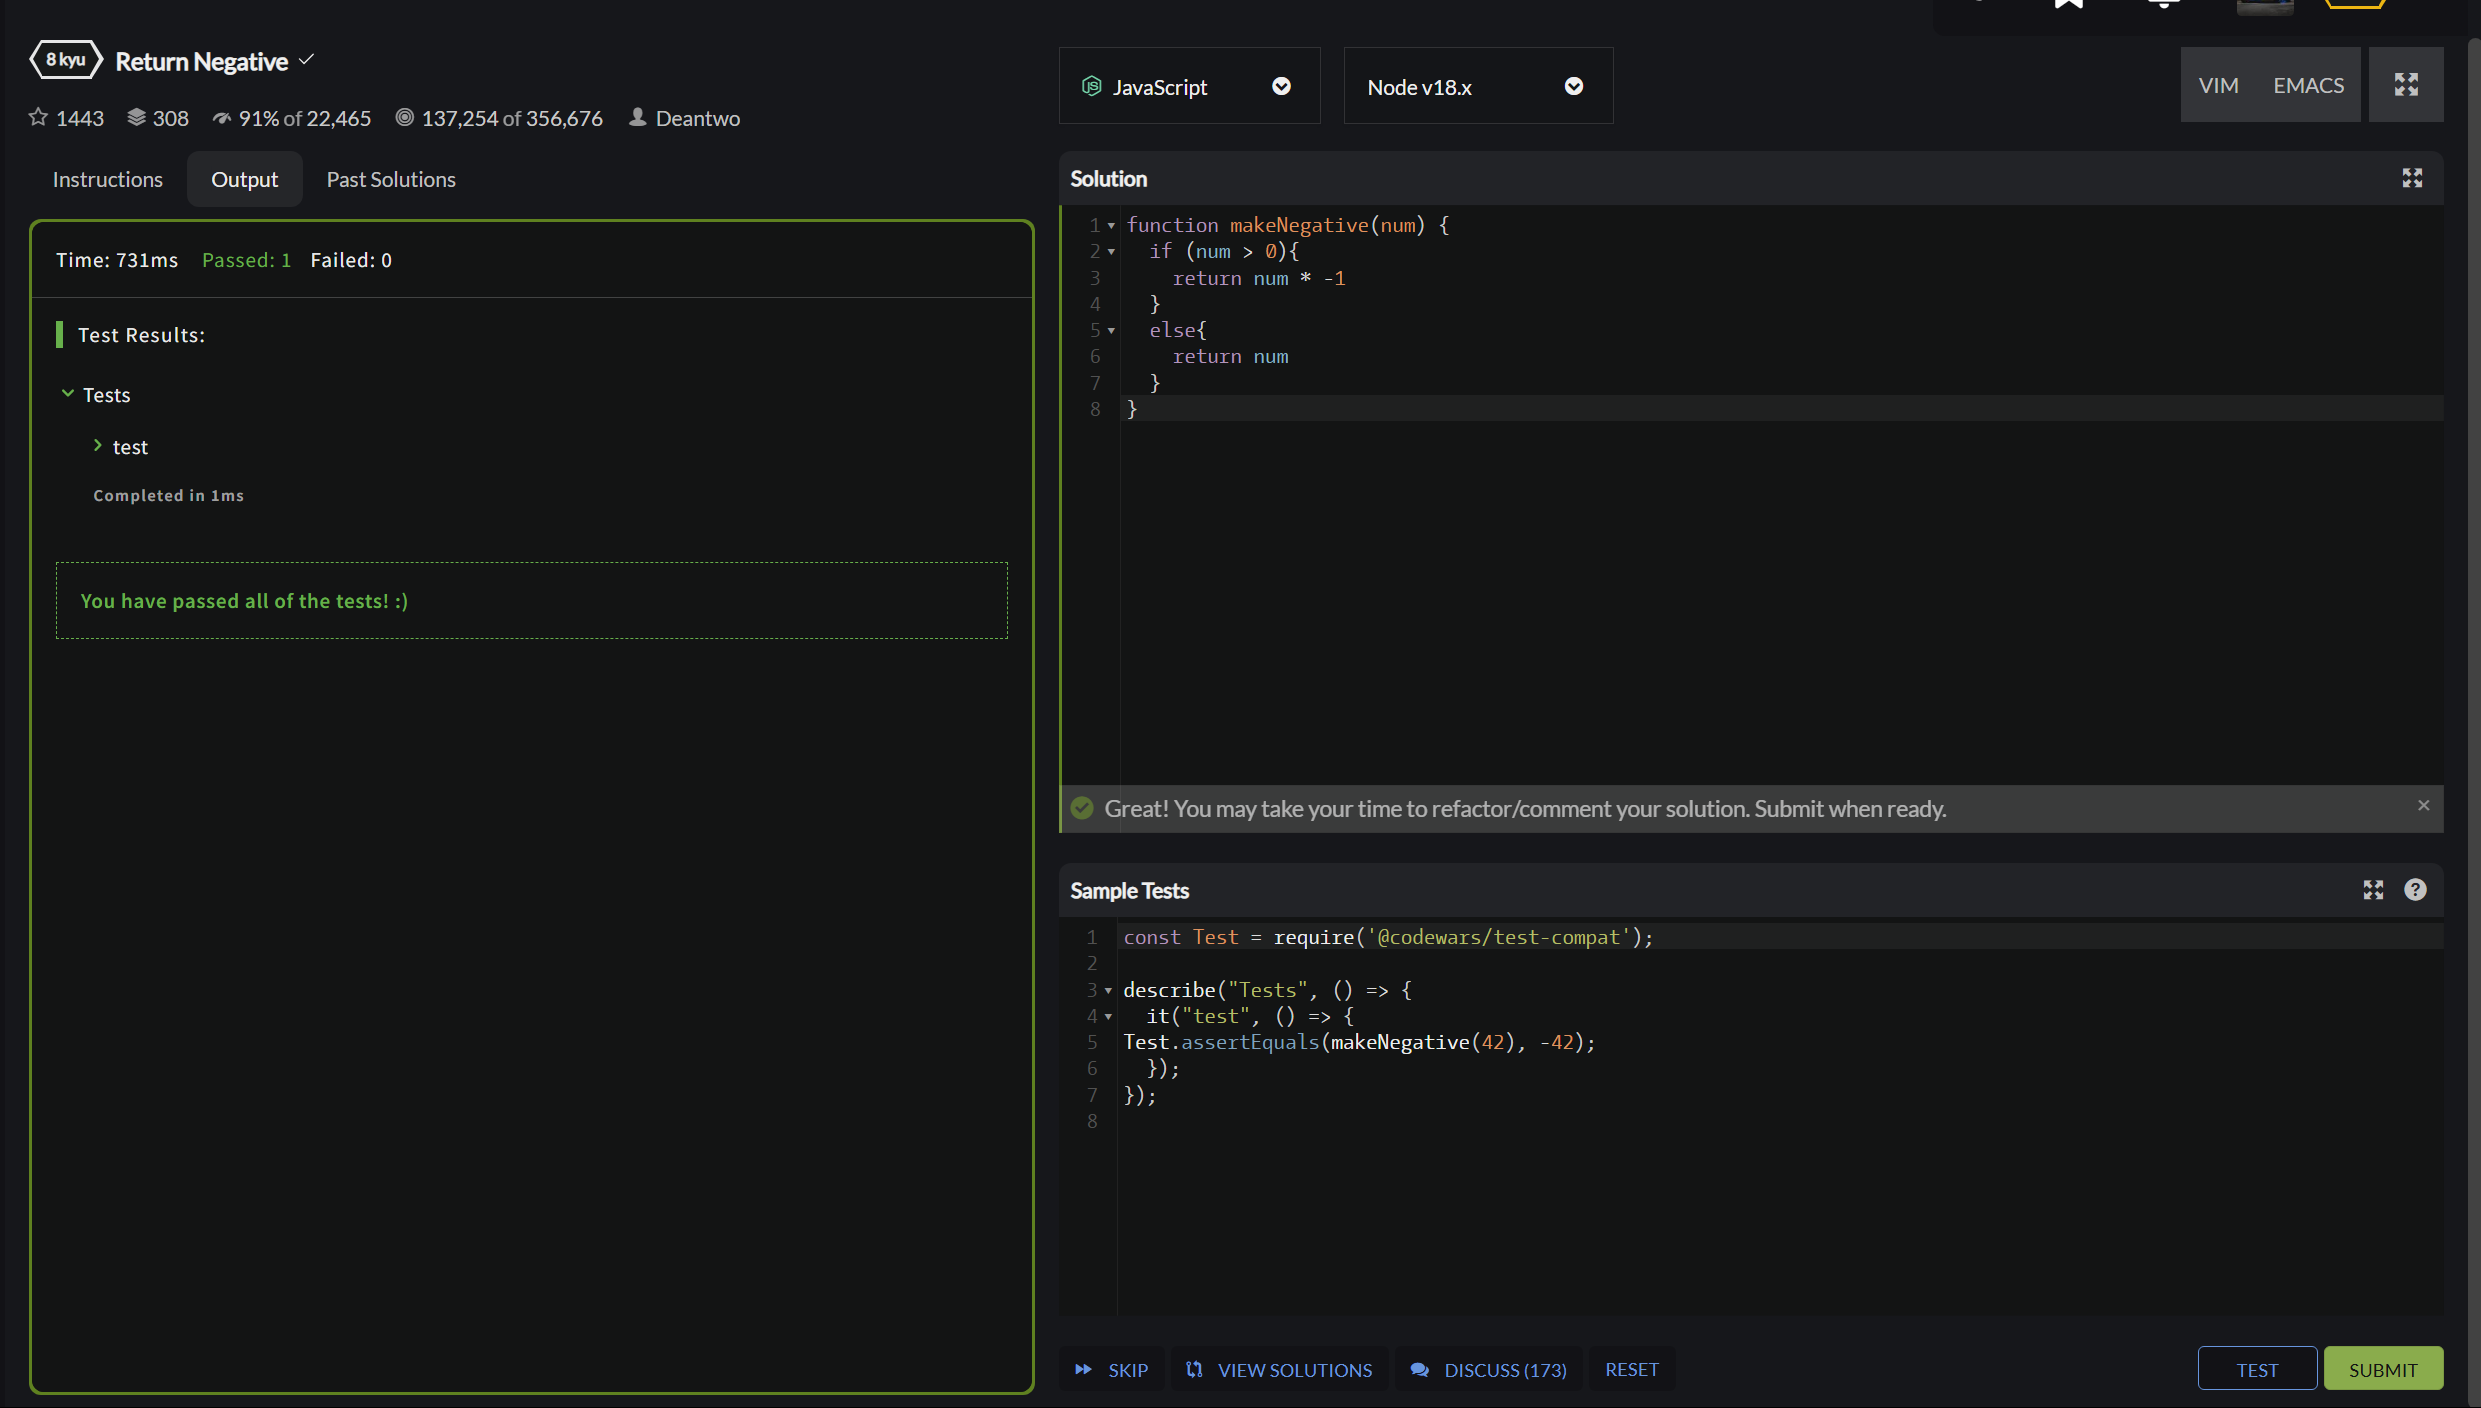 8 kyu Return Negative
1443 308 91% of 22,465 137,254 of 356,676 Deantwo
Instructions Output Past Solutions
Time: 731ms Passed: 1 Failed: 0
Test Results:
Tests
test
Completed in 1ms
You have passed all of the tests! :)
JavaScript Node v18.x VIM EMACS
Solution
1 function makeNegative(num) {
2   if (num > 0){
3     return num * -1
4   }
5   else{
6     return num
7   }
8 }
Great! You may take your time to refactor/comment your solution. Submit when ready.
Sample Tests
1 const Test = require('@codewars/test-compat');
2
3 describe("Tests", () => {
4   it("test", () => {
5 Test.assertEquals(makeNegative(42), -42);
6   });
7 });
8
SKIP VIEW SOLUTIONS DISCUSS (173) RESET TEST SUBMIT